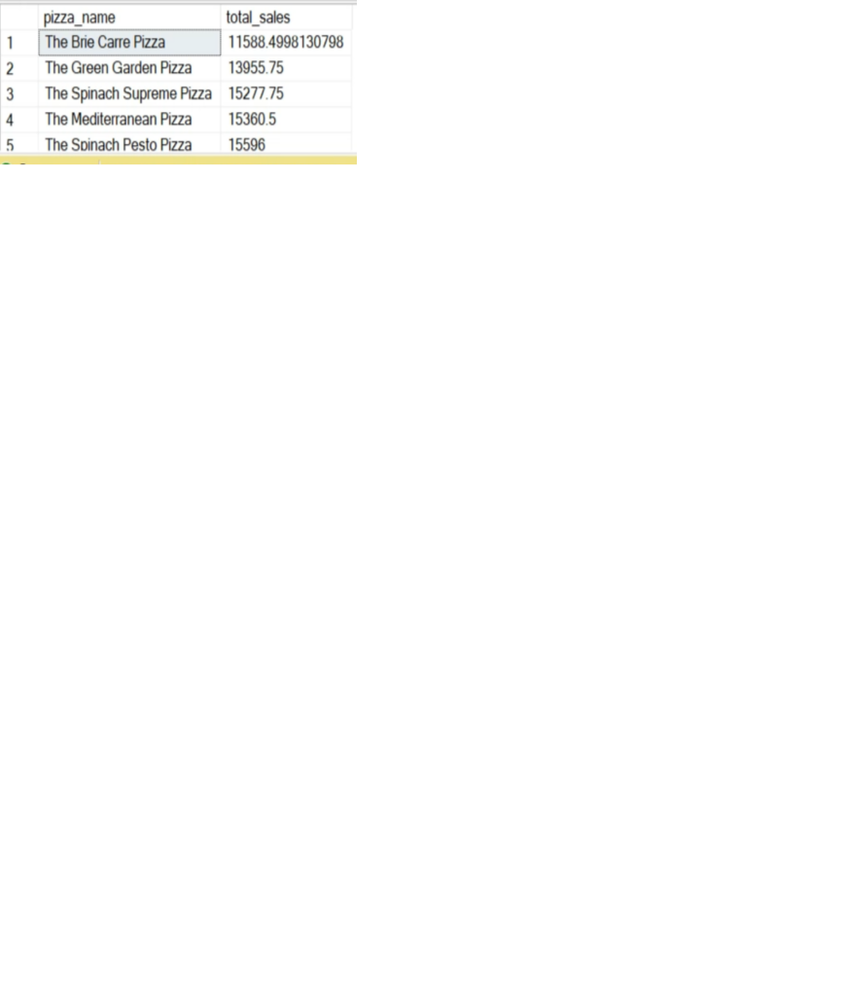 pizza_name total_sales
1 The Brie Carre Pizza 11588.4998130798
2 The Green Garden Pizza 13955.75
3 The Spinach Supreme Pizza 15277.75
4 The Mediterranean Pizza 15360.5
5 The Spinach Pesto Pizza 15596